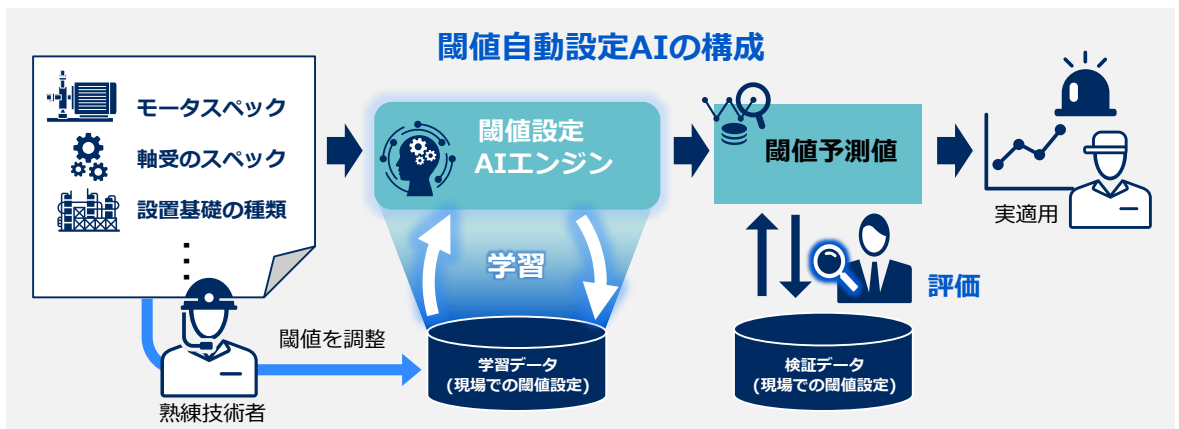 閾値自動設定AIの構成
モータスペック
軸受のスペック
設置基礎の種類
熟練技術者
閾値を調整
閾値設定
AIエンジン
学習
学習データ
(現場での閾値設定)
閾値予測値
評価
検証データ
(現場での閾値設定)
実適用